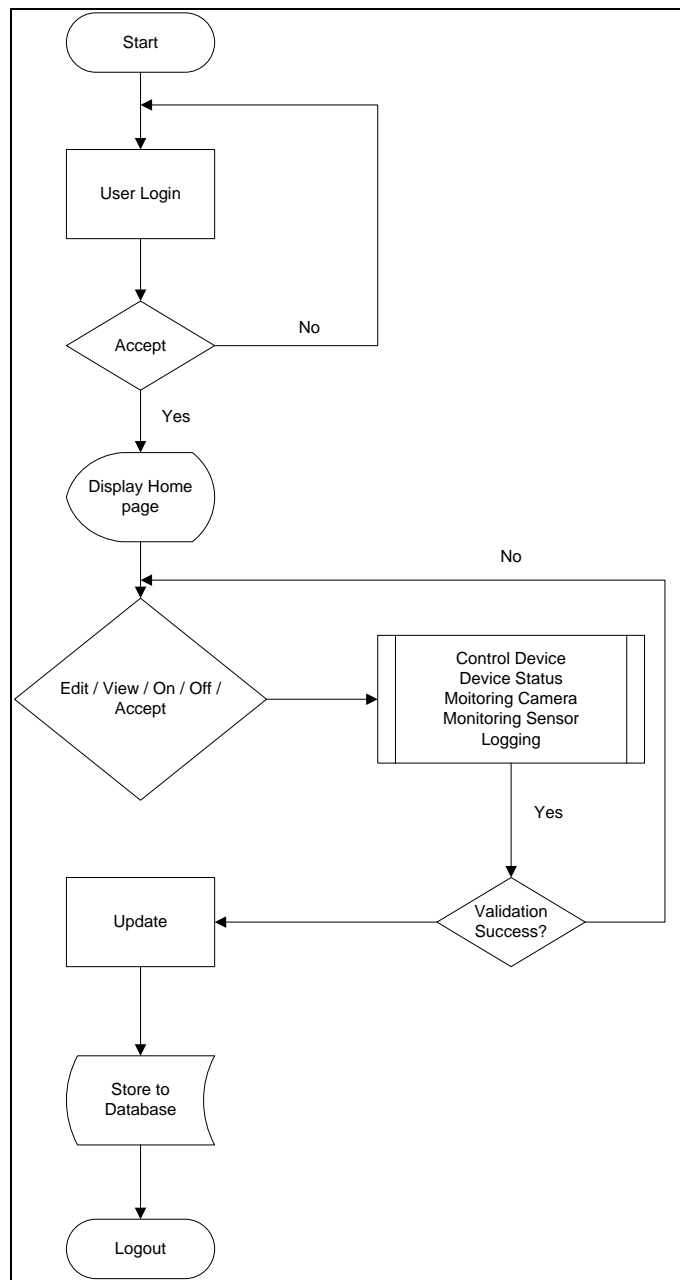 Start
User Login
Accept
No
Yes
Display Home
page
No
Edit / View / On / Off /
Accept
Control Device
Device Status
Moitoring Camera
Monitoring Sensor
Logging
Yes
Validation
Success?
Update
Store to
Database
Logout